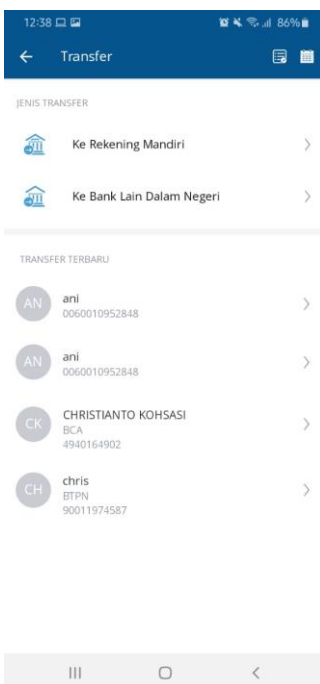 12:38 86%
Transfer
JENIS TRANSFER
Ke Rekening Mandiri
Ke Bank Lain Dalam Negeri
TRANSFER TERBARU
AN ani
0060010952848
AN ani
0060010952848
CK CHRISTIANTO KOHSASI
BCA
4940164902
CH chris
BTPN
90011974587